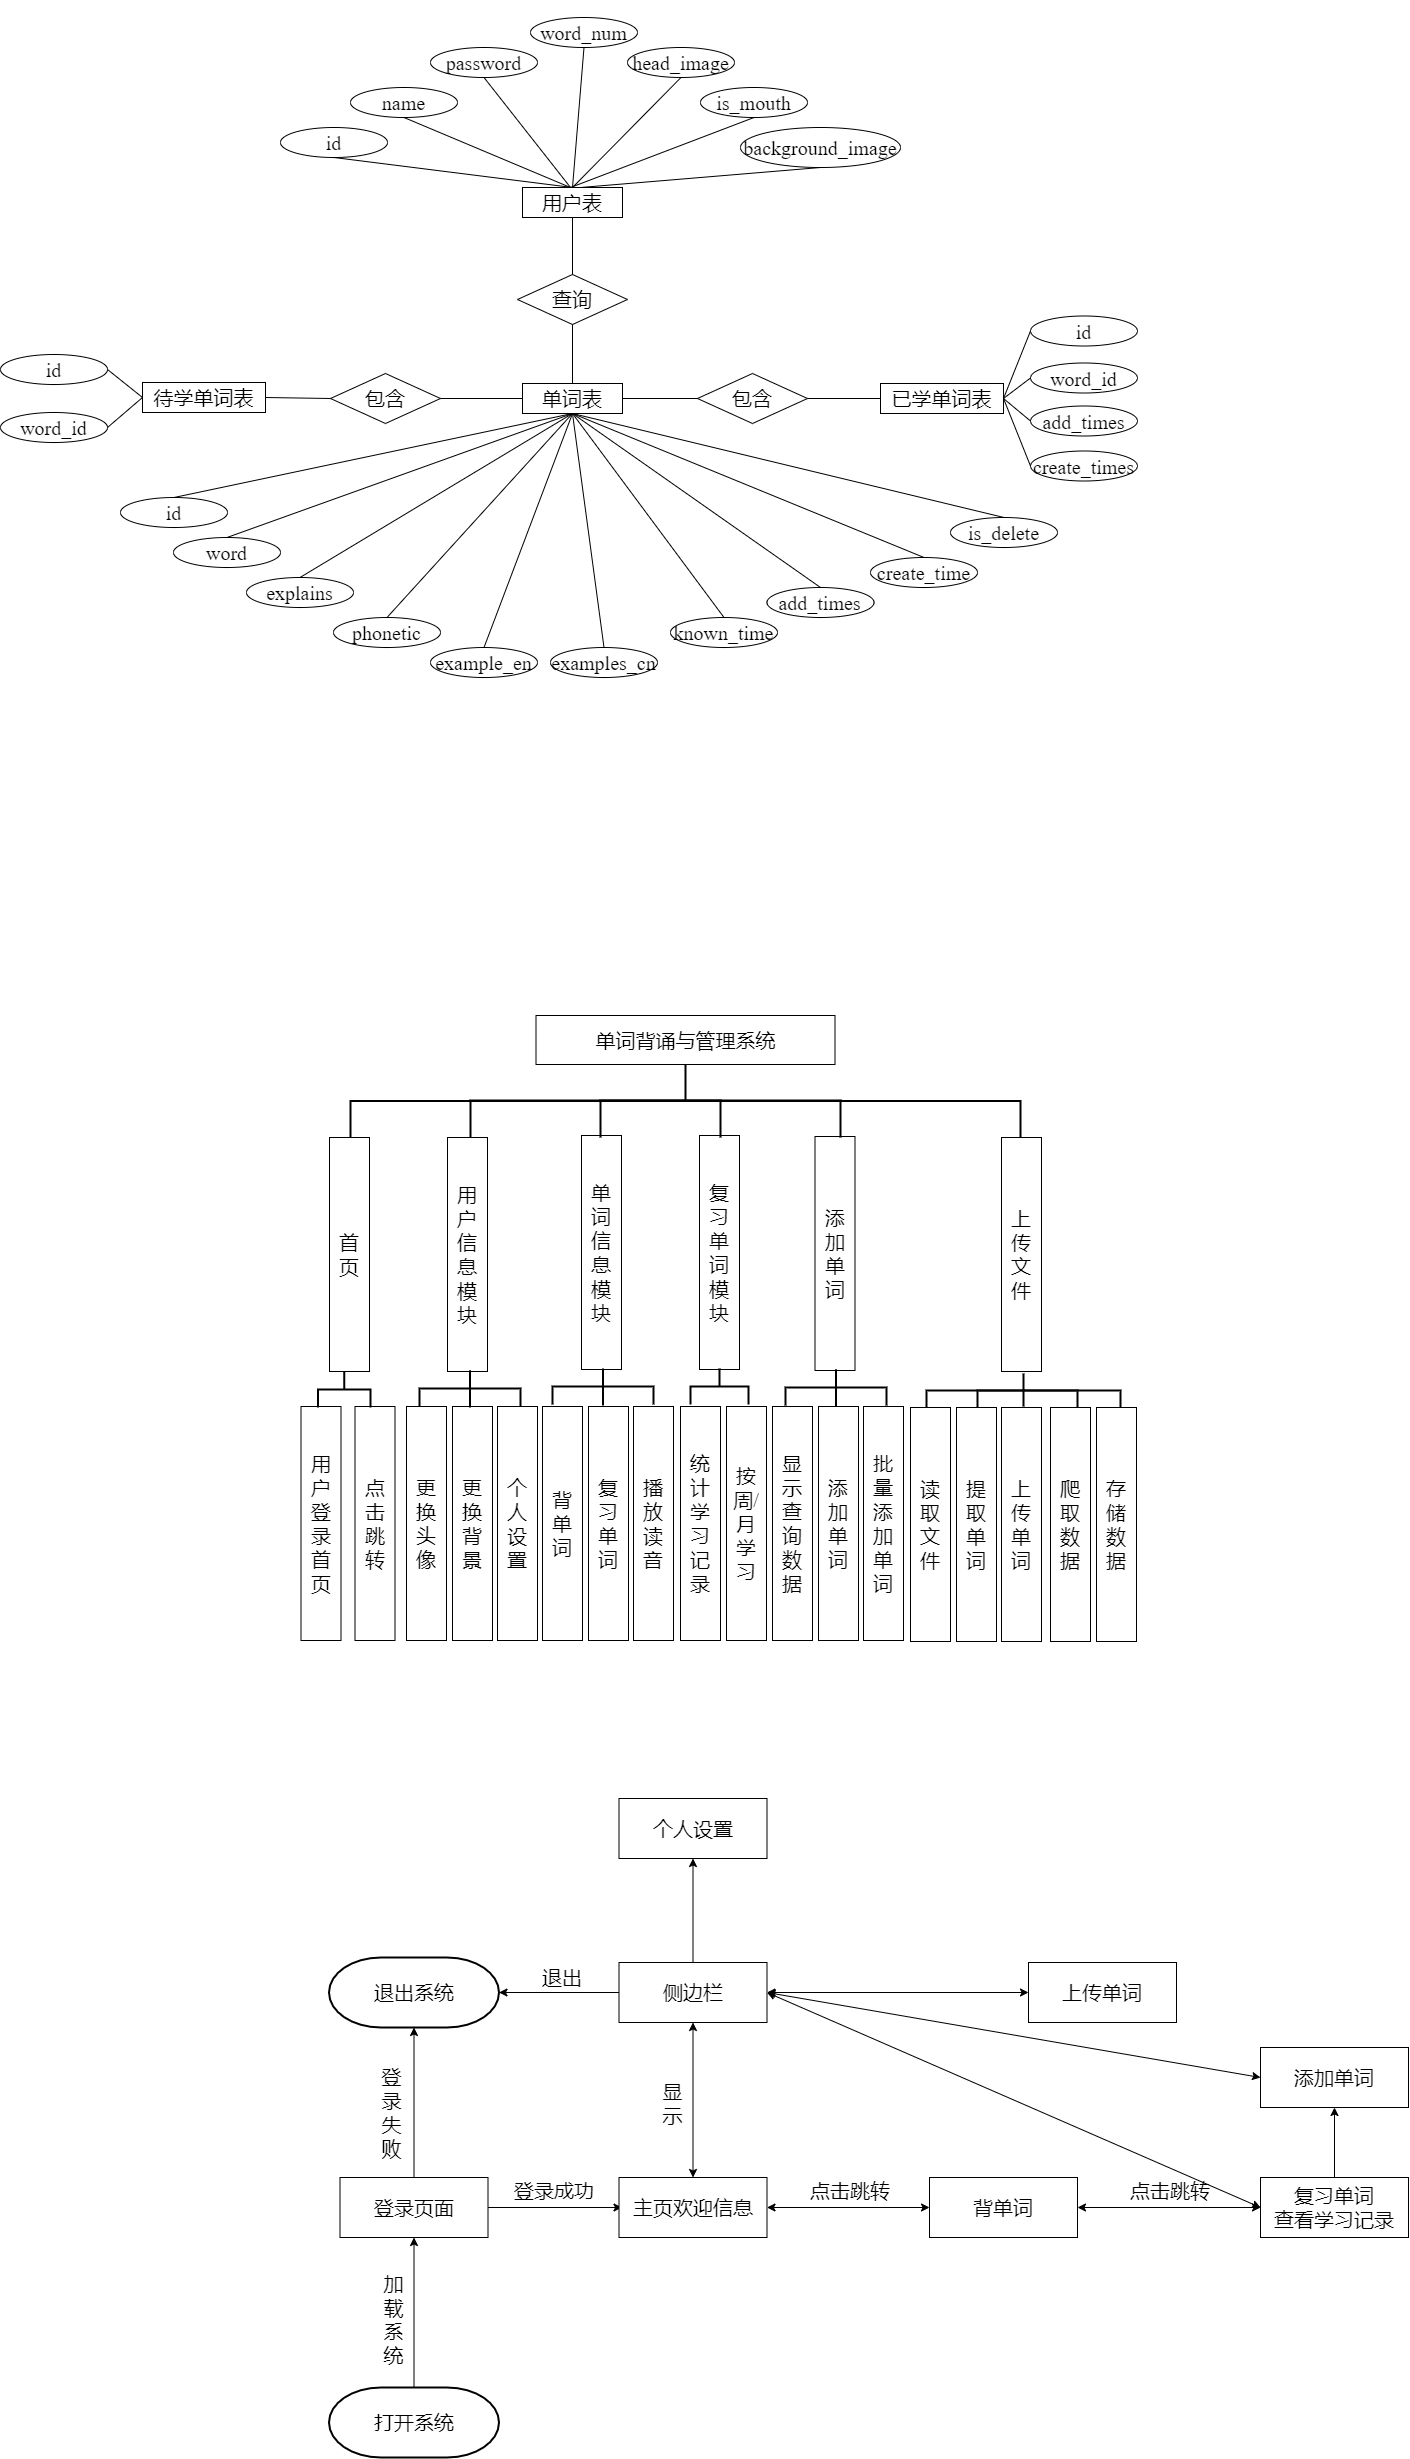 word_num
password
head_image
name
is_mouth
id
background_image
用户表
查询
id
id
word_id
待学单词表
包含
单词表
包含
已学单词表
word_id
add_times
create_times
id
word
explains
phonetic
example_en
examples_cn
known_time
add_times
create_time
is_delete
单词背诵与管理系统
首页
用户信息模块
单词信息模块
复习单词模块
添加单词
上传文件
用户登录首页
点击跳转
更换头像
更换背景
个人设置
背单词
复习单词
播放读音
统计学习记录
按周/月学习
显示查询数据
添加单词
批量添加单词
读取文件
提取单词
上传单词
爬取数据
存储数据
个人设置
退出系统
退出
侧边栏
上传单词
登录失败
显示
添加单词
登录页面
登录成功
主页欢迎信息
点击跳转
背单词
点击跳转
复习单词
查看学习记录
加载系统
打开系统